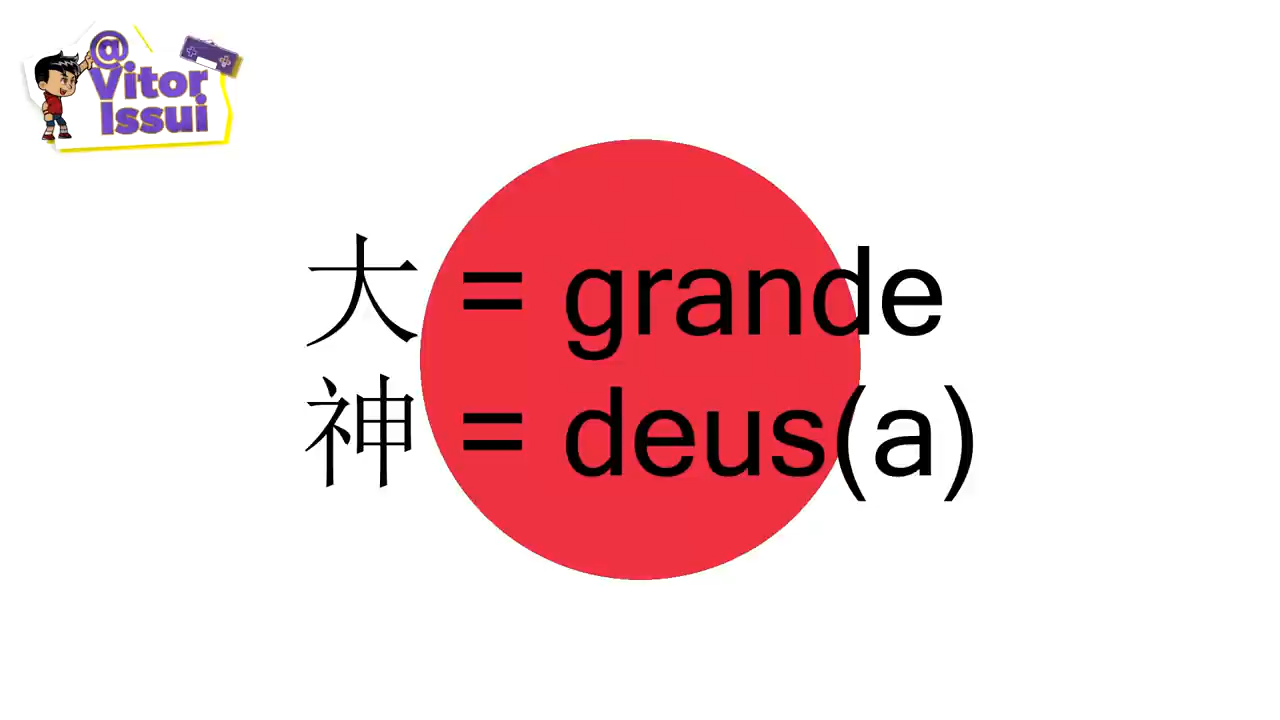 @
Vitor
Issui
大 = grande
神 = deus(a)